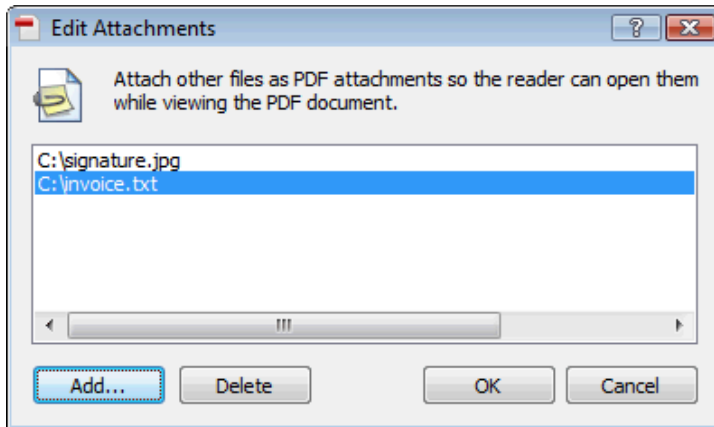 Edit Attachments
Attach other files as PDF attachments so the reader can open them
while viewing the PDF document.
C:\signature.jpg
C:\invoice.txt
Add...
Delete
OK
Cancel